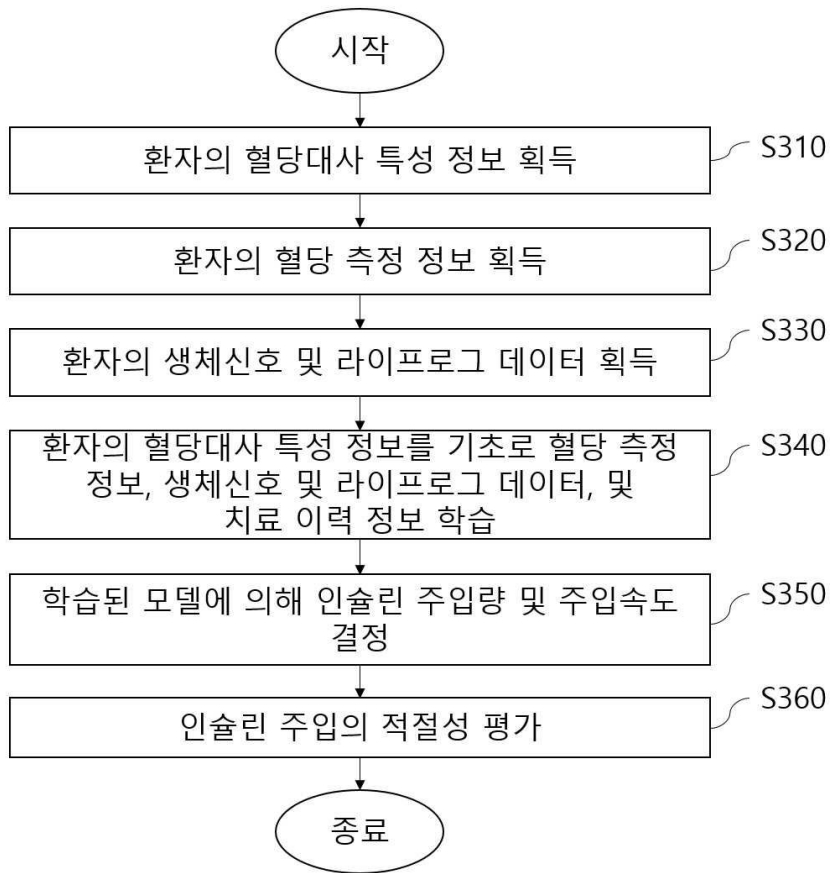 시작
환자의 혈당대사 특성 정보 획득
S310
환자의 혈당 측정 정보 획득
S320
환자의 생체신호 및 라이프로그 데이터 획득
S330
환자의 혈당대사 특성 정보를 기초로 혈당 측정
정보, 생체신호 및 라이프로그 데이터, 및
치료 이력 정보 학습
S340
학습된 모델에 의해 인슐린 주입량 및 주입속도
결정
S350
인슐린 주입의 적절성 평가
S360
종료